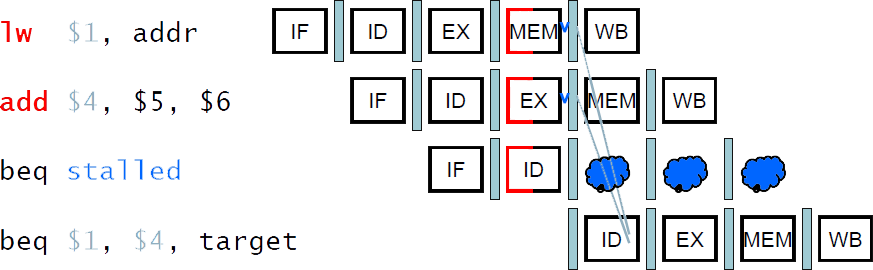 lw $1, addr IF ID EX MEM WB
add $4, $5, $6 IF ID EX MEM WB
beq stalled IF ID
beq $1, $4, target ID EX MEM WB